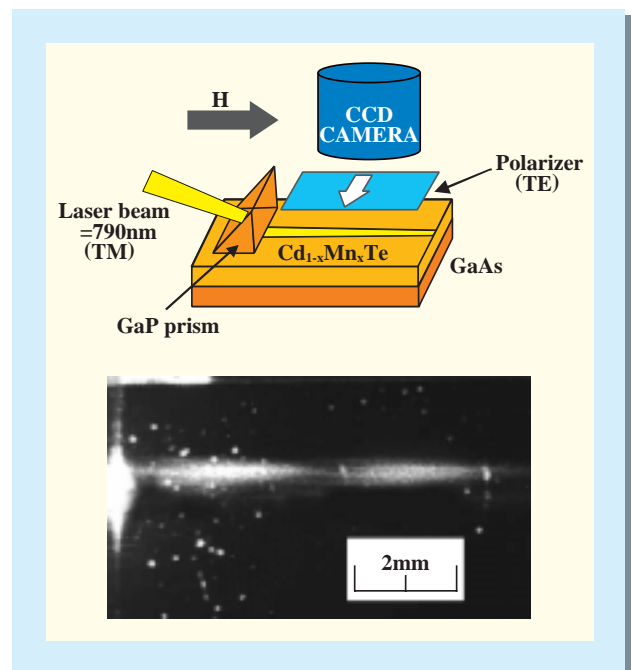 H
CCD
CAMERA
Polarizer
(TE)
Laser beam
=790nm
(TM)
Cd1-xMnxTe
GaAs
GaP prism
2mm